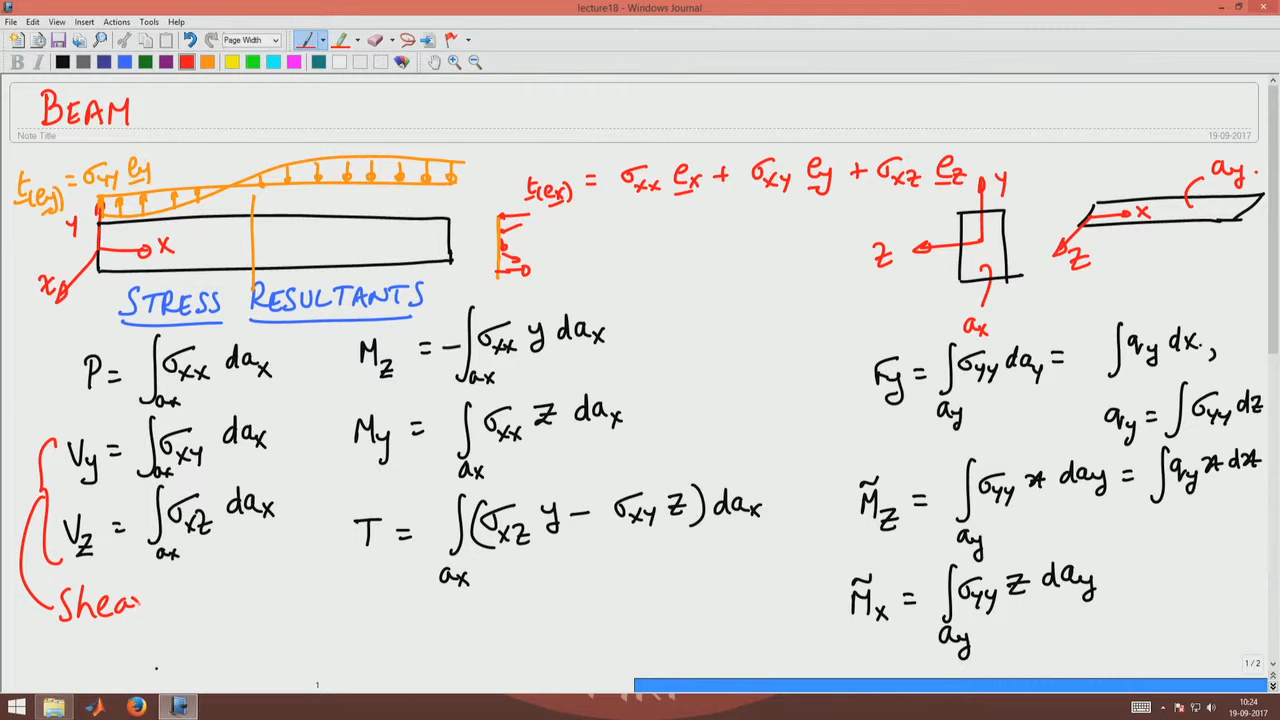 lecture18 - Windows Journal
File Edit View Insert Actions Tools Help
Page Width
BEAM
Note Title
19-09-2017
t(ey) = σyy ey
t(ex) = σxx ex + σxy ey + σxz ez
y
x
x
y
z
ax
x
z
ay.
STRESS RESULTANTS
P = ∫ax σxx dax
Mz = -∫ax σxx y dax
Fy = ∫ay σyy day = ∫ qy dx.,
qy = ∫ σyy dz
Vy = ∫ax σxy dax
My = ∫ax σxx z dax
M̃z = ∫ay σyy x day = ∫ qy x dx
Vz = ∫ax σxz dax
T = ∫ax (σxz y - σxy z) dax
M̃x = ∫ay σyy z day
Shea
1
1/2
10:24
19-09-2017